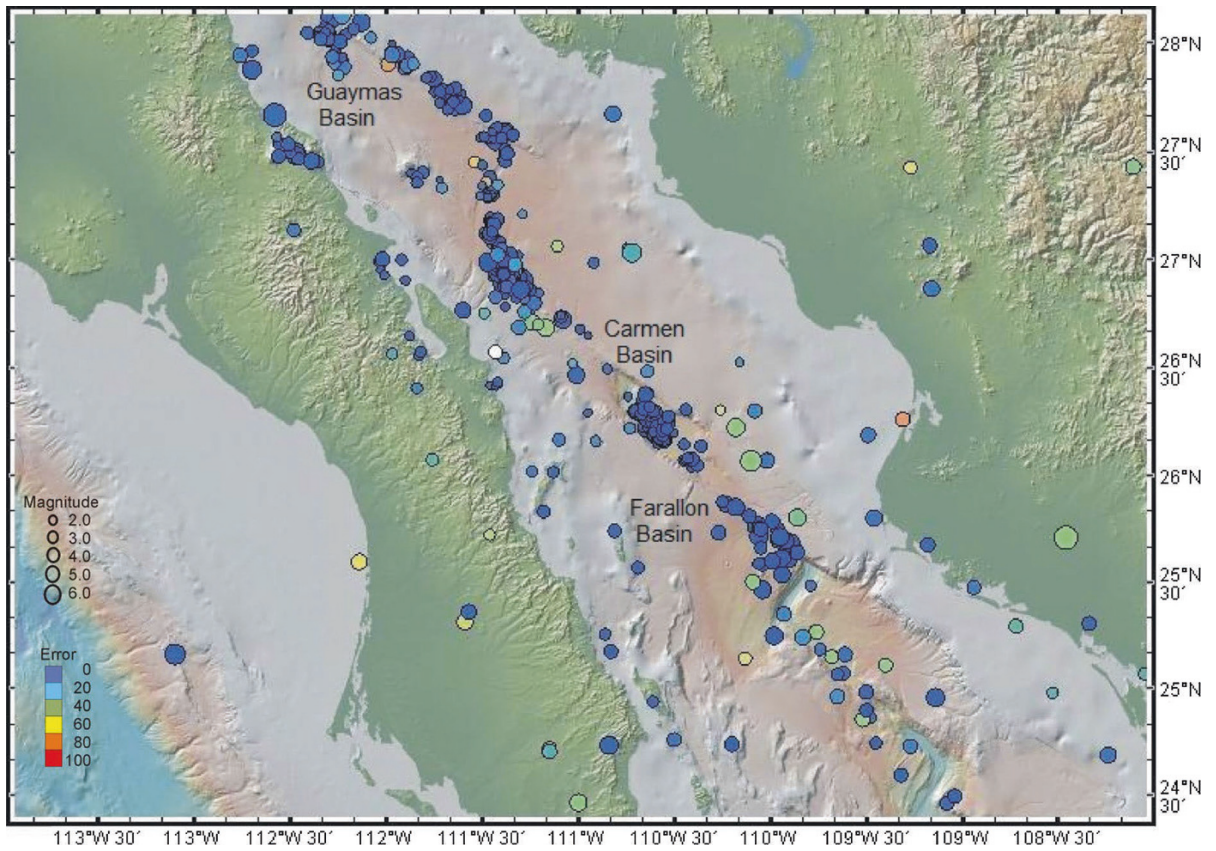 28°N
Guaymas
Basin
27°N
30´
27°N
Carmen
Basin
26°N
30´
26°N
Magnitude
2.0
3.0
4.0
5.0
6.0
Farallon
Basin
25°N
30´
Error
0
20
40
60
80
100
25°N
24°N
30´
113°W 30´
113°W
112°W 30´
112°W
111°W 30´
111°W
110°W 30´
110°W
109°W 30´
109°W
108°W 30´